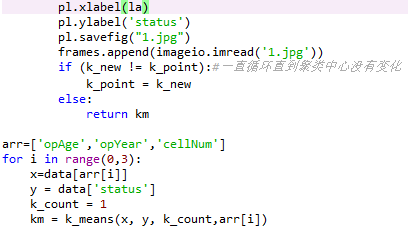 pl.xlabel(la)
pl.ylabel('status')
pl.savefig("1.jpg")
frames.append(imageio.imread('1.jpg'))
if (k_new != k_point):#一直循环直到聚类中心没有变化
k_point = k_new
else:
return km
arr=['opAge','opYear','cellNum']
for i in range(0,3):
x=data[arr[i]]
y = data['status']
k_count = 1
km = k_means(x, y, k_count,arr[i])